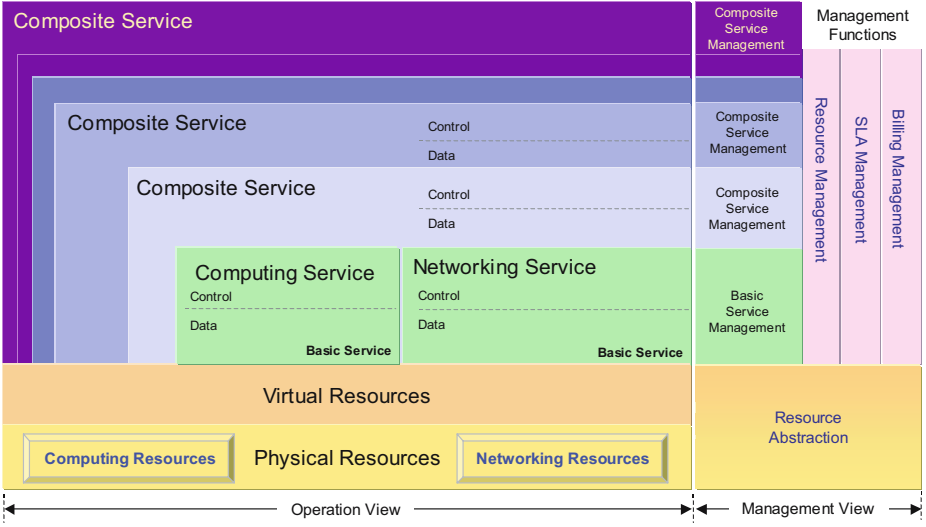 Composite Service
Composite
Service
Management
Management
Functions
Composite Service
Control
Data
Composite
Service
Management
Composite Service
Control
Data
Composite
Service
Management
Resource Management
SLA Management
Billing Management
Computing Service
Control
Data
Basic Service
Networking Service
Control
Data
Basic Service
Basic
Service
Management
Virtual Resources
Computing Resources
Physical Resources
Networking Resources
Resource
Abstraction
Operation View
Management View